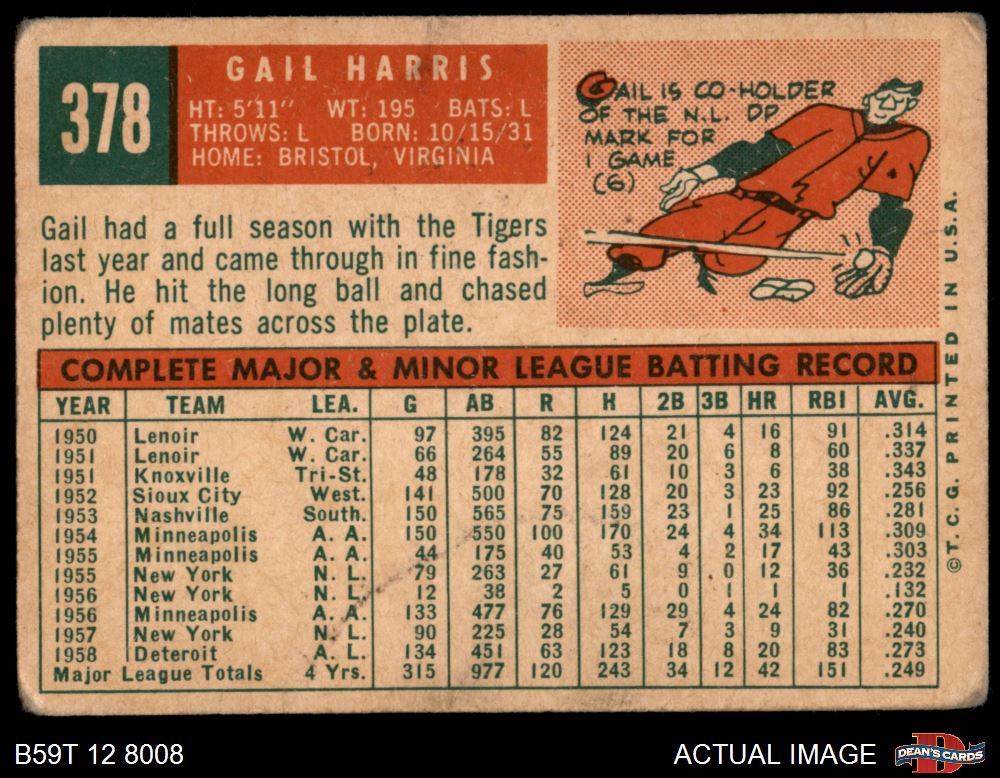 378
GAIL HARRIS
HT: 5'11" WT: 195 BATS: L
THROWS: L BORN: 10/15/31
HOME: BRISTOL, VIRGINIA
GAIL IS CO-HOLDER
OF THE N.L. DP
MARK FOR
1 GAME
(6)
Gail had a full season with the Tigers
last year and came through in fine fash-
ion. He hit the long ball and chased
plenty of mates across the plate.
COMPLETE MAJOR & MINOR LEAGUE BATTING RECORD
YEAR TEAM LEA. G AB R H 2B 3B HR RBI AVG.
1950 Lenoir W. Car. 97 395 82 124 21 4 16 91 .314
1951 Lenoir W. Car. 66 264 55 89 20 6 8 60 .337
1951 Knoxville Tri-St. 48 178 32 61 10 3 6 38 .343
1952 Sioux City West. 141 500 70 128 20 3 23 92 .256
1953 Nashville South. 150 565 75 159 23 1 25 86 .281
1954 Minneapolis A. A. 150 550 100 170 24 4 34 113 .309
1955 Minneapolis A. A. 44 175 40 53 4 2 17 43 .303
1955 New York N. L. 79 263 27 61 9 0 12 36 .232
1956 New York N. L. 12 38 2 5 0 1 1 1 .132
1956 Minneapolis A. A. 133 477 76 129 29 4 24 82 .270
1957 New York N. L. 90 225 28 54 7 3 9 31 .240
1958 Deteroit A. L. 134 451 63 123 18 8 20 83 .273
Major League Totals 4 Yrs. 315 977 120 243 34 12 42 151 .249
© T. C. G. PRINTED IN U.S.A.
B59T 12 8008
ACTUAL IMAGE
DEAN'S CARDS